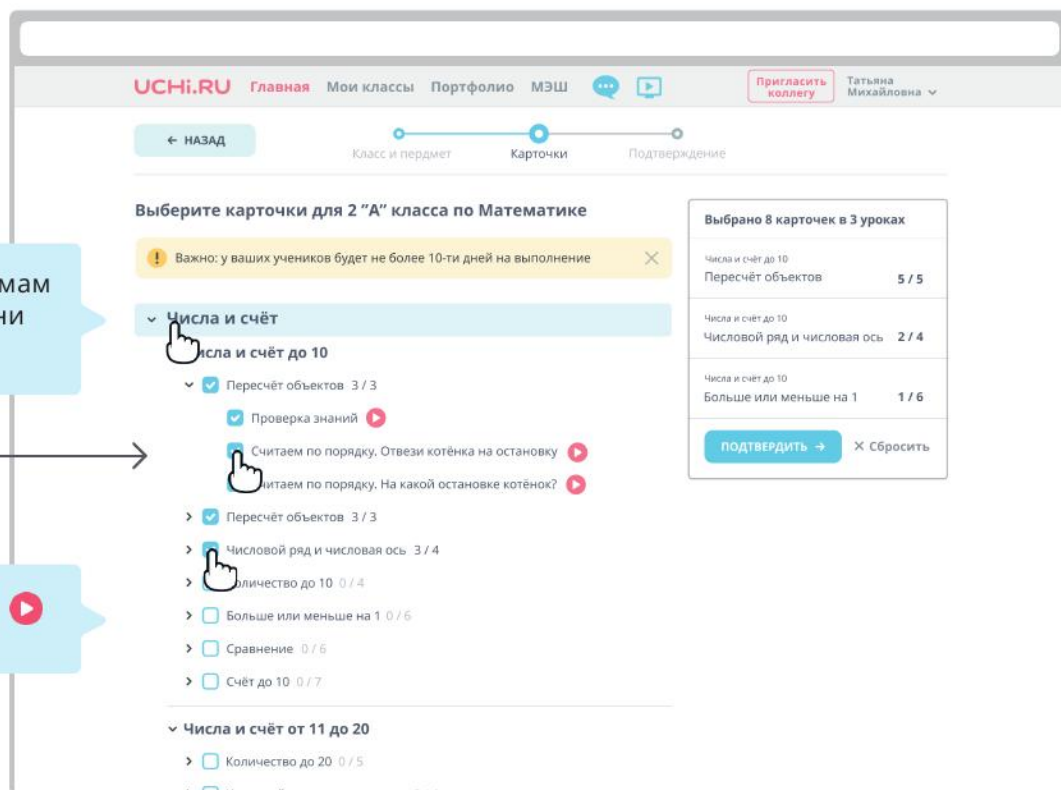 UCHi.RU Главная Мои классы Портфолио МЭШ Пригласить коллегу Татьяна Михайловна
← НАЗАД
Класс и пердмет Карточки Подтверждение
Выберите карточки для 2 "А" класса по Математике
! Важно: у ваших учеников будет не более 10-ти дней на выполнение
Числа и счёт
исла и счёт до 10
Пересчёт объектов 3 / 3
Проверка знаний
Считаем по порядку. Отвези котёнка на остановку
читаем по порядку. На какой остановке котёнок?
Пересчёт объектов 3 / 3
Числовой ряд и числовая ось 3 / 4
оличество до 10 0 / 4
Больше или меньше на 1 0 / 6
Сравнение 0 / 6
Счёт до 10 0 / 7
Числа и счёт от 11 до 20
Количество до 20 0 / 5
Выбрано 8 карточек в 3 уроках
Числа и счёт до 10
Пересчёт объектов 5 / 5
Числа и счёт до 10
Числовой ряд и числовая ось 2 / 4
Числа и счёт до 10
Больше или меньше на 1 1 / 6
ПОДТВЕРДИТЬ → × Сбросить